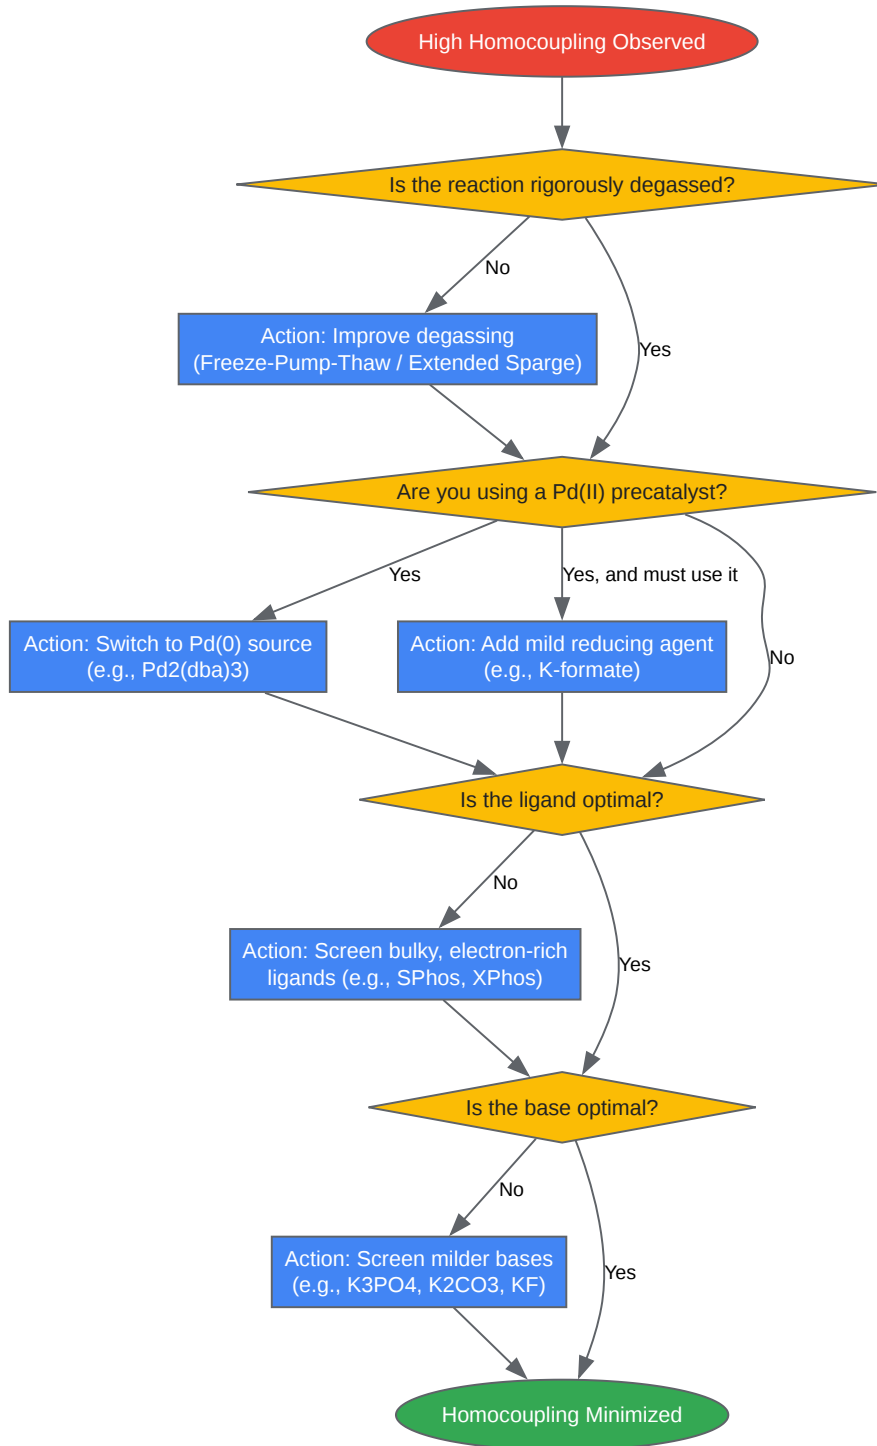 High Homocoupling Observed
Is the reaction rigorously degassed?
No
Action: Improve degassing
(Freeze-Pump-Thaw / Extended Sparge)
Yes
Are you using a Pd(II) precatalyst?
Yes
Yes, and must use it
Action: Switch to Pd(0) source
(e.g., Pd2(dba)3)
Action: Add mild reducing agent
(e.g., K-formate)
No
Is the ligand optimal?
No
Action: Screen bulky, electron-rich
ligands (e.g., SPhos, XPhos)
Yes
Is the base optimal?
No
Action: Screen milder bases
(e.g., K3PO4, K2CO3, KF)
Yes
Homocoupling Minimized